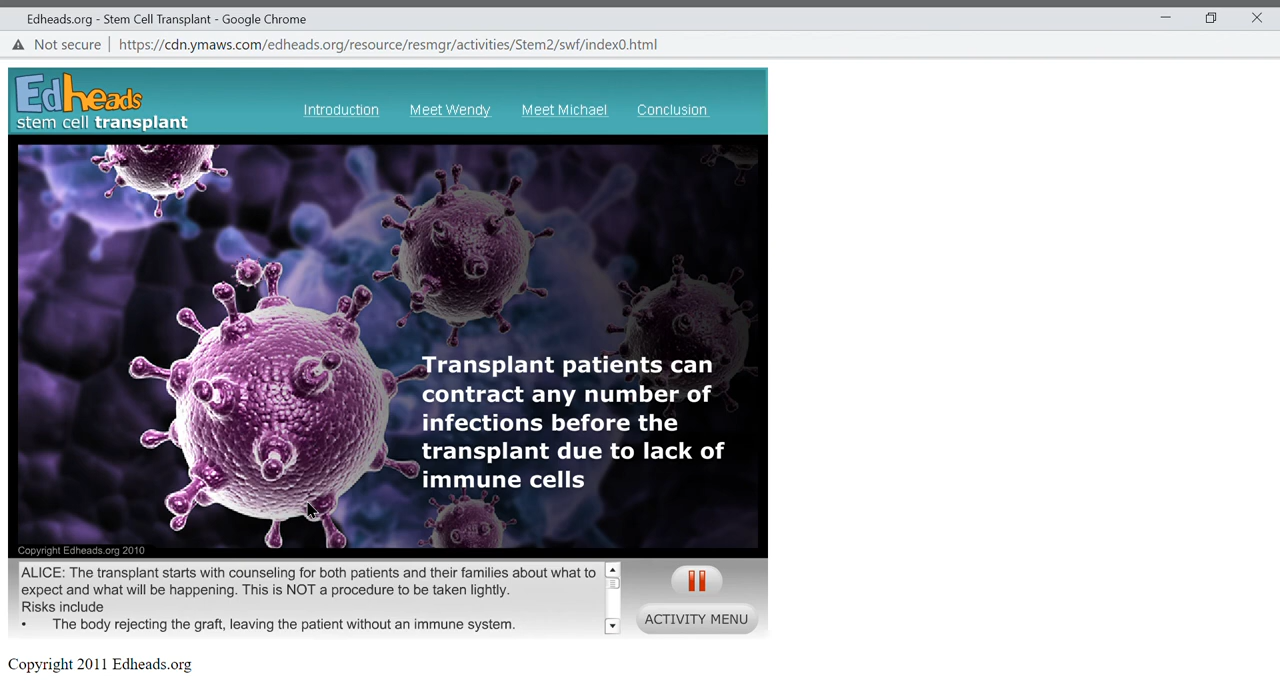 Edheads.org - Stem Cell Transplant - Google Chrome
Not secure | https://cdn.ymaws.com/edheads.org/resource/resmgr/activities/Stem2/swf/index0.html
Edheads
stem cell transplant
Introduction Meet Wendy Meet Michael Conclusion
Transplant patients can
contract any number of
infections before the
transplant due to lack of
immune cells
Copyright Edheads.org 2010
ALICE: The transplant starts with counseling for both patients and their families about what to
expect and what will be happening. This is NOT a procedure to be taken lightly.
Risks include
• The body rejecting the graft, leaving the patient without an immune system.
ACTIVITY MENU
Copyright 2011 Edheads.org